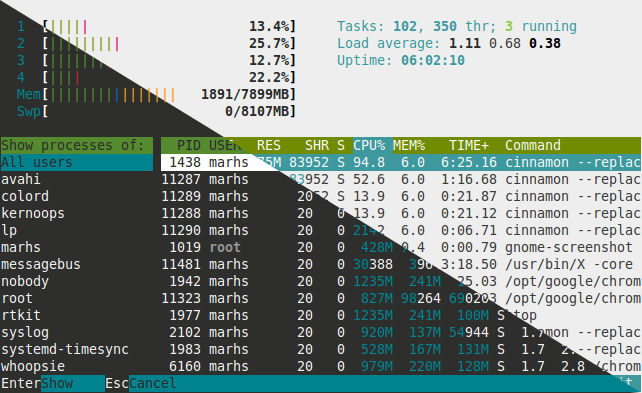 1 [||||| 13.4%] Tasks: 102, 350 thr; 3 running
2 [||||||||| 25.7%] Load average: 1.11 0.68 0.38
3 [||||||| 12.7%] Uptime: 06:02:10
4 [|||| 22.2%]
Mem[|||||||||||||||| 1891/7899MB]
Swp[ 0/8107MB]
Show processes of: PID USER RES SHR S CPU% MEM% TIME+ Command
All users 1438 marhs 75M 83952 S 94.8 6.0 6:25.16 cinnamon --replac
avahi 11287 marhs 83952 S 52.6 6.0 1:16.68 cinnamon --replac
colord 11289 marhs 20 S 13.9 6.0 0:21.87 cinnamon --replac
kernoops 11288 marhs 20 0 13.9 6.0 0:21.12 cinnamon --replac
lp 11290 marhs 20 0 2142 6.0 0:06.71 cinnamon --replac
marhs 1019 root 20 0 428M 0.4 0:00.79 gnome-screenshot
messagebus 11481 marhs 20 0 30388 396 3:18.50 /usr/bin/X -core
nobody 1942 marhs 20 0 1235M 241M 25.03 /opt/google/chrom
root 11323 marhs 20 0 827M 98264 690203 /opt/google/chrom
rtkit 1977 marhs 20 0 1235M 241M 100M S top
syslog 2102 marhs 20 0 920M 137M 54944 S 1.7 mon --replac
systemd-timesync 1983 marhs 20 0 528M 167M 131M S 1.7 2. --replac
whoopsie 6160 marhs 20 0 979M 220M 128M S 1.7 2.8 /chrom
EnterShow EscCancel